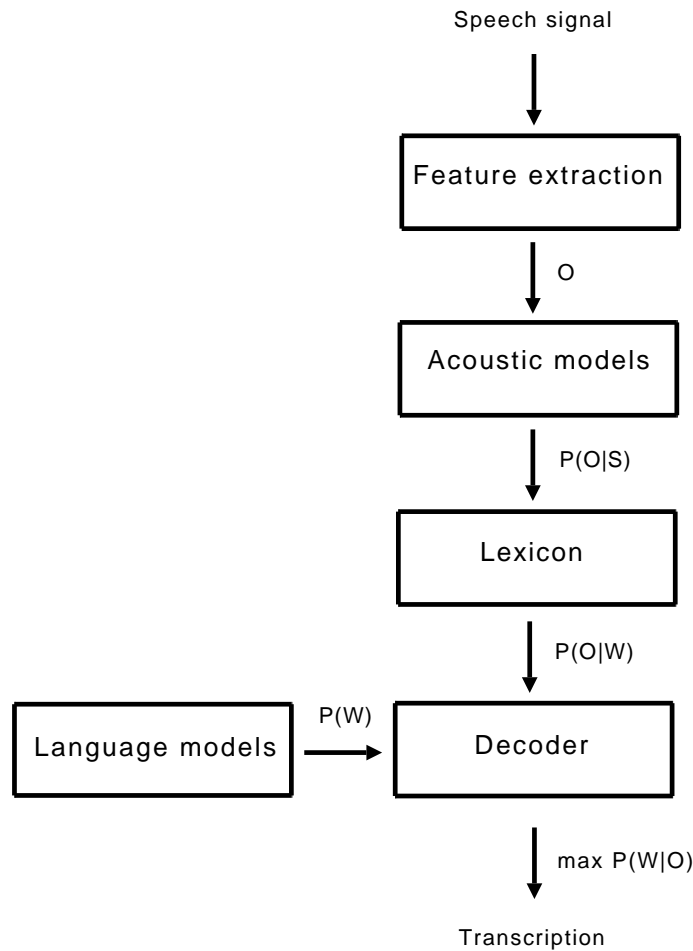 Speech signal
Feature extraction
O
Acoustic models
P(O|S)
Lexicon
P(O|W)
P(W)
Language models
Decoder
max P(W|O)
Transcription